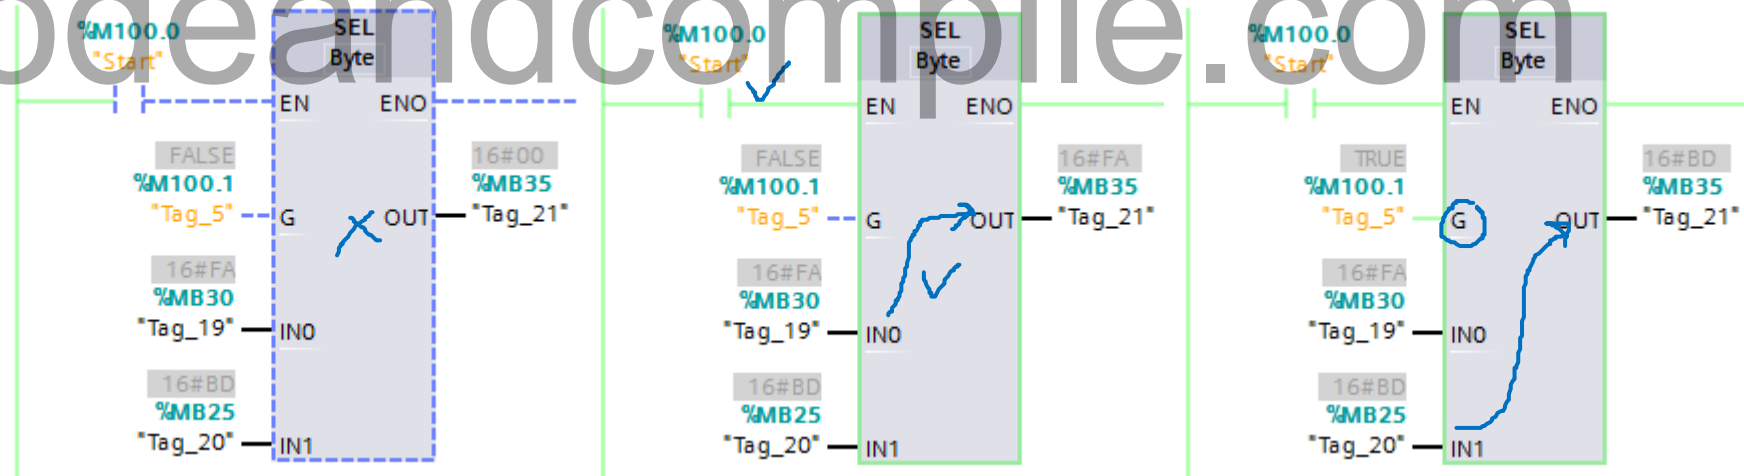 odeandcompile.com
%M100.0
"Start"
SEL
Byte
EN
ENO
FALSE
%M100.1
"Tag_5"
G
OUT
16#00
%MB35
"Tag_21"
16#FA
%MB30
"Tag_19"
IN0
16#BD
%MB25
"Tag_20"
IN1
%M100.0
"Start"
SEL
Byte
EN
ENO
FALSE
%M100.1
"Tag_5"
G
OUT
16#FA
%MB35
"Tag_21"
16#FA
%MB30
"Tag_19"
IN0
16#BD
%MB25
"Tag_20"
IN1
%M100.0
"Start"
SEL
Byte
EN
ENO
TRUE
%M100.1
"Tag_5"
G
OUT
16#BD
%MB35
"Tag_21"
16#FA
%MB30
"Tag_19"
IN0
16#BD
%MB25
"Tag_20"
IN1